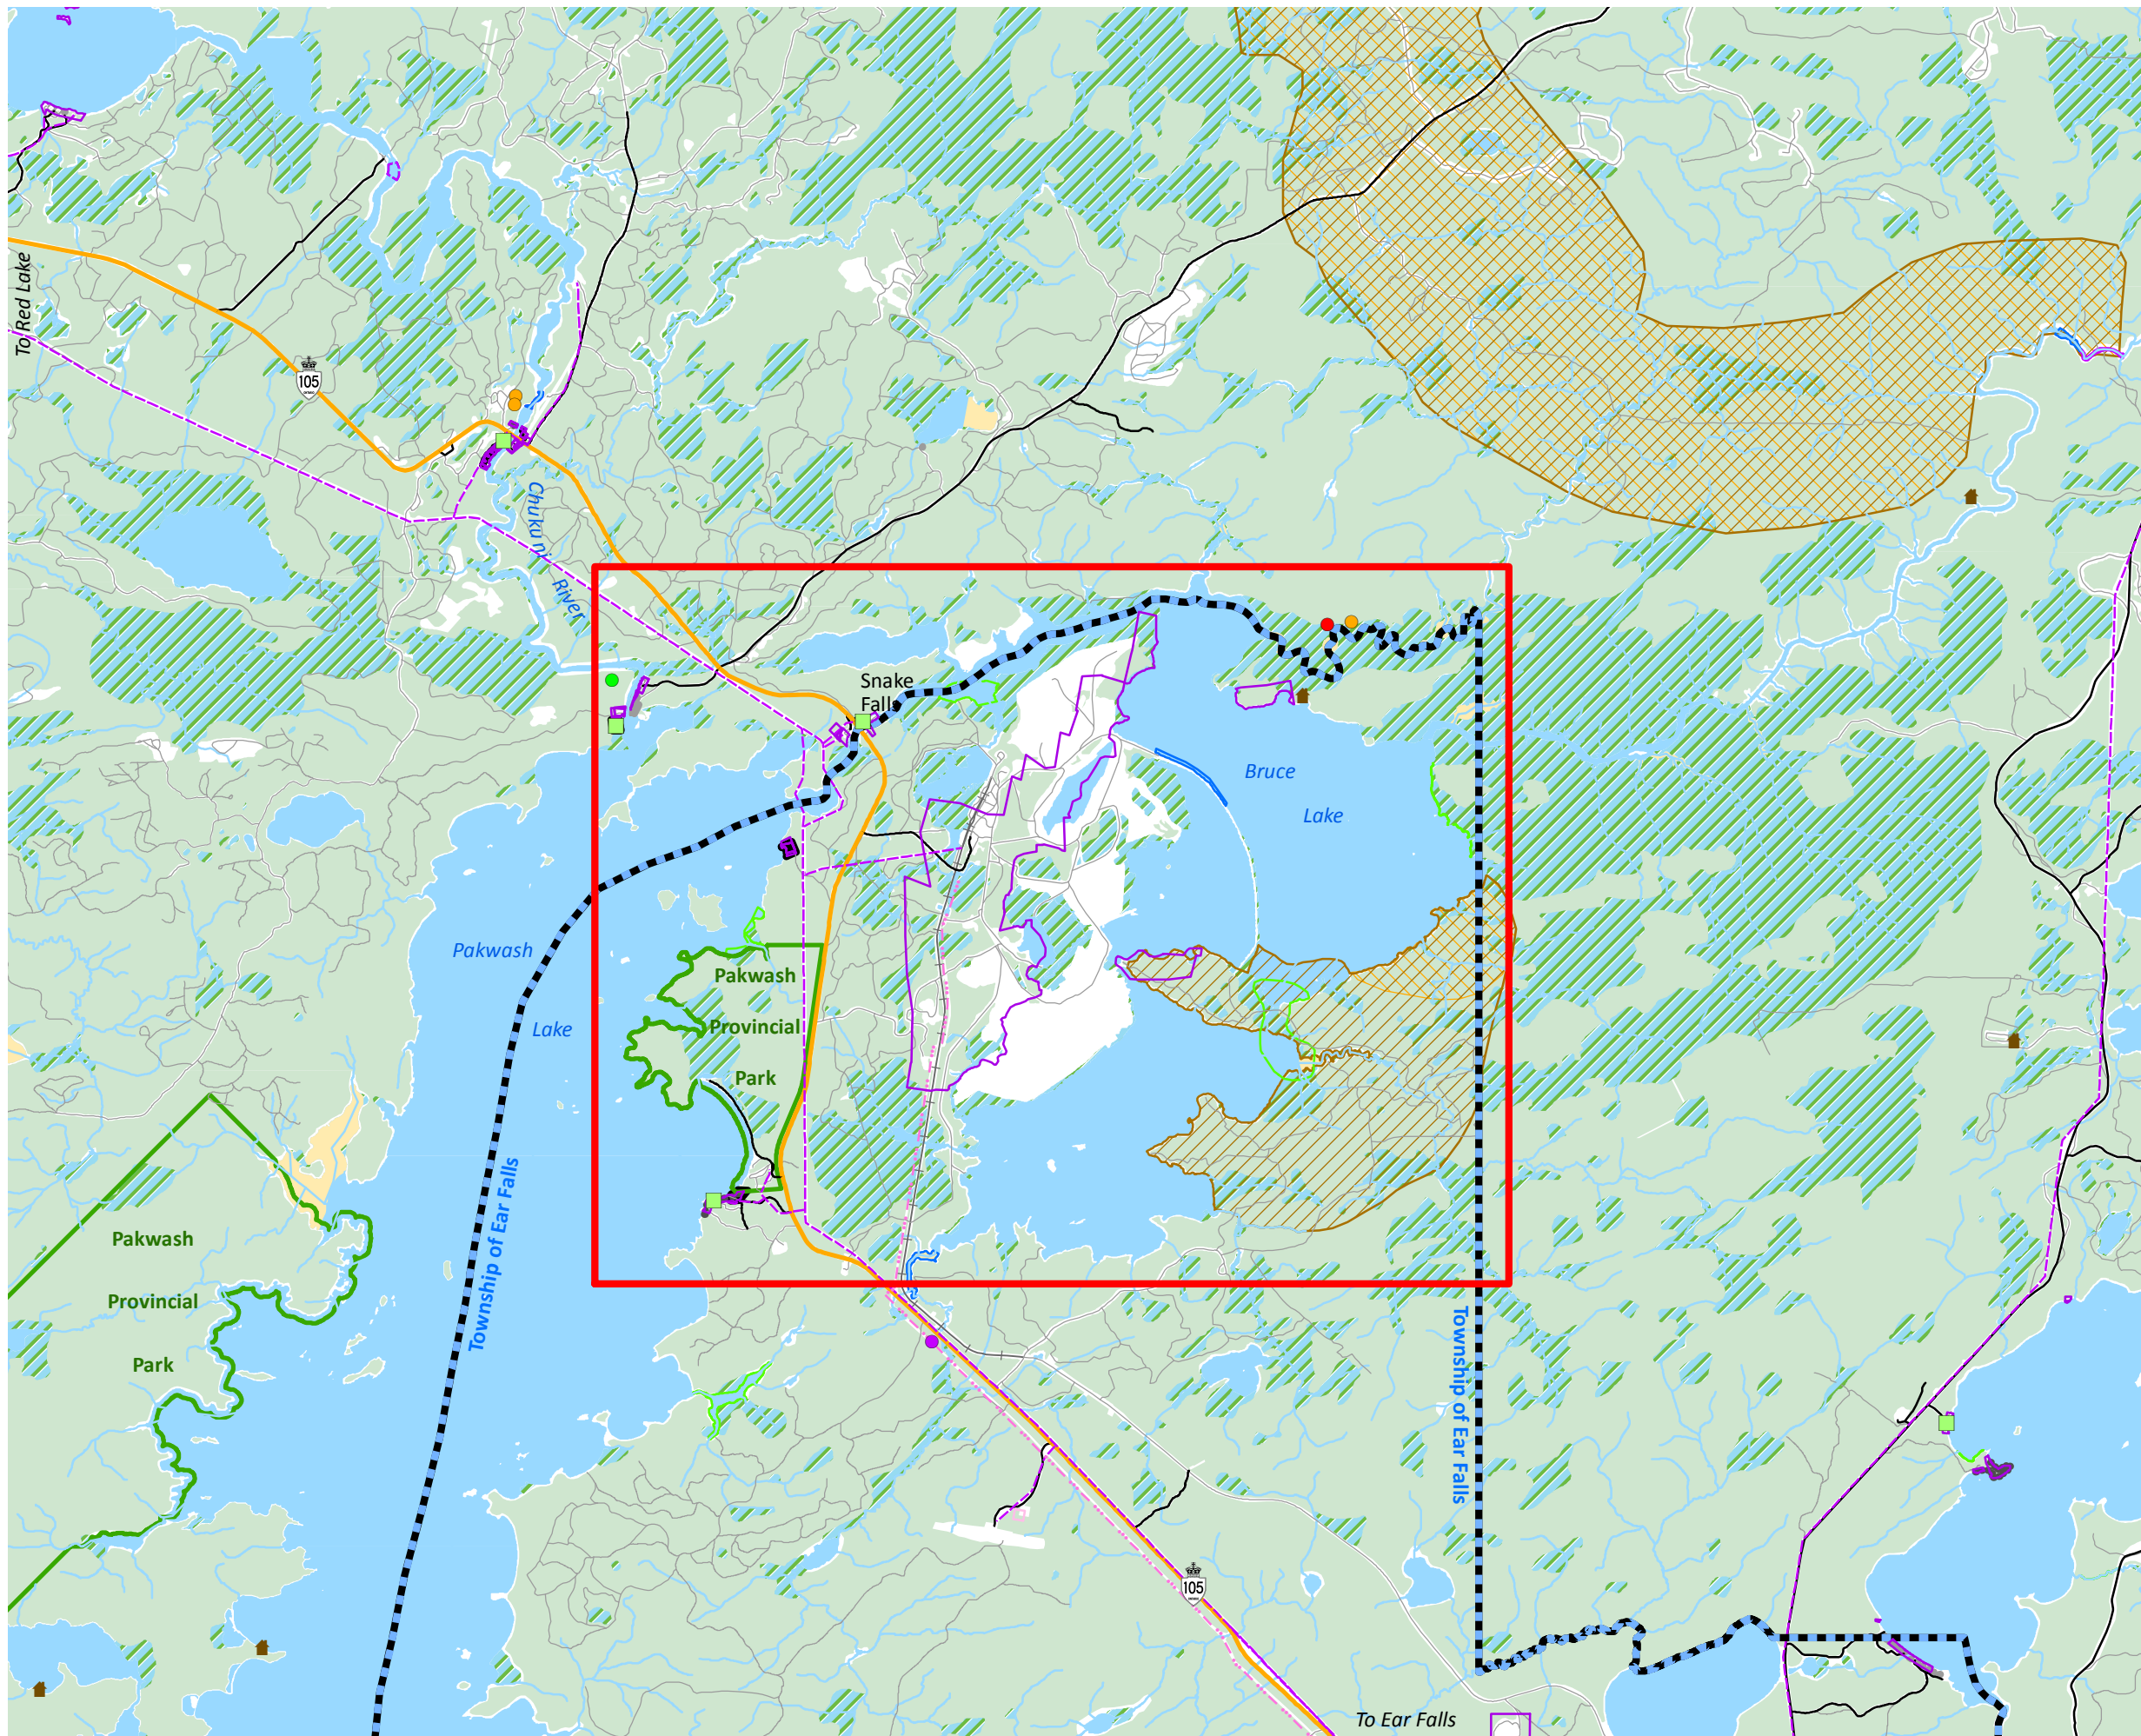 To Red Lake
105
Chukuni
River
Snake
Falls
Bruce
Lake
Pakwash
Lake
Pakwash
Provincial
Park
Township of Ear Falls
Pakwash
Provincial
Park
Township of Ear Falls
105
To Ear Falls